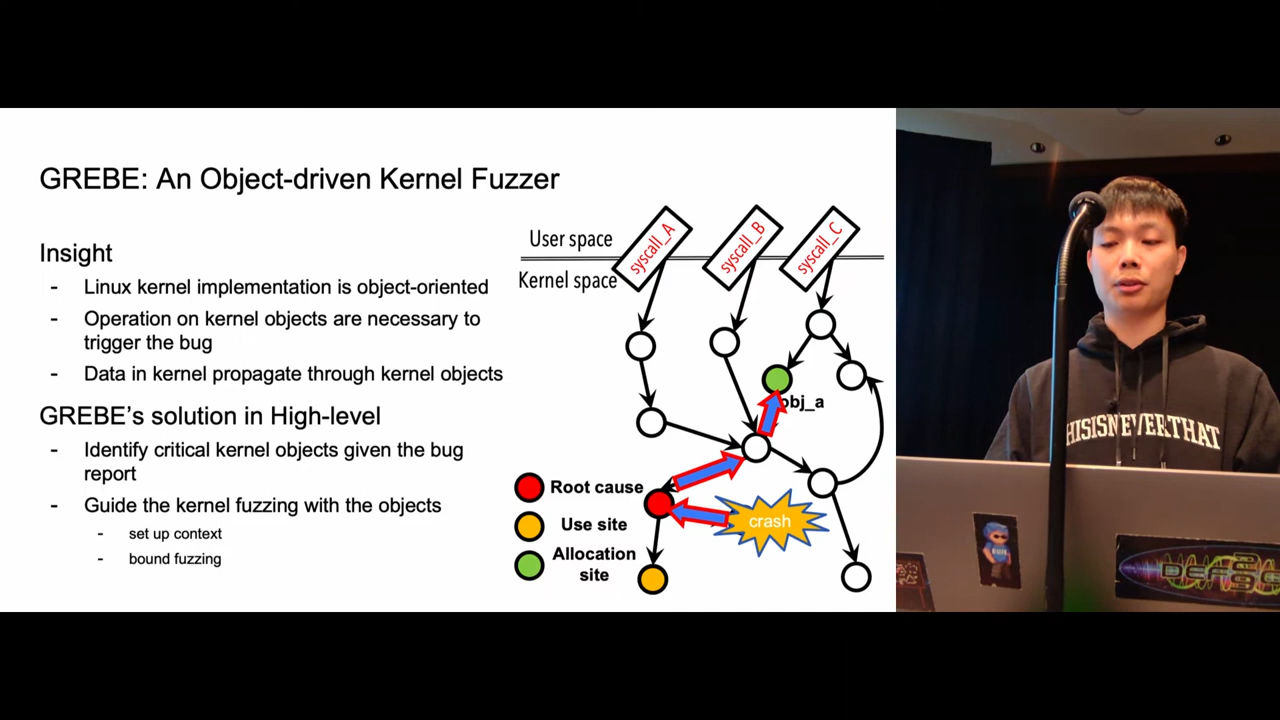 GREBE: An Object-driven Kernel Fuzzer
Insight
- Linux kernel implementation is object-oriented
- Operation on kernel objects are necessary to
trigger the bug
- Data in kernel propagate through kernel objects
GREBE's solution in High-level
- Identify critical kernel objects given the bug
report
- Guide the kernel fuzzing with the objects
- set up context
- bound fuzzing
User space
Kernel space
syscall_A
syscall_B
syscall_C
obj_a
Root cause
Use site
Allocation
site
crash
HISISNEVERTHAT